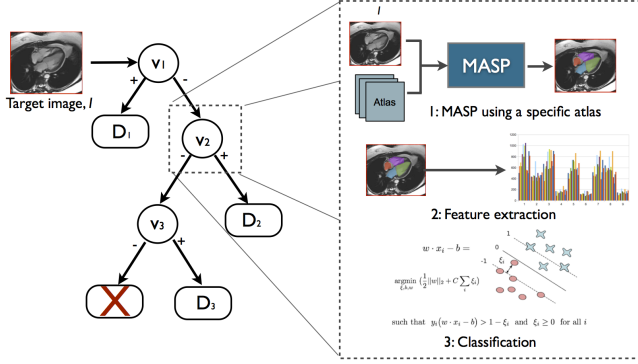 Target image, I
v1
+
-
D1
v2
-
+
v3
D2
-
+
X
D3
I
Atlas
MASP
1: MASP using a specific atlas
2: Feature extraction
w · xi − b =
1
0
-1
ξi
argmin ξ,b,w (1/2 ||w||2 + C ∑i ξi)
such that yi(w · xi − b) > 1 − ξi and ξi ≥ 0 for all i
3: Classification